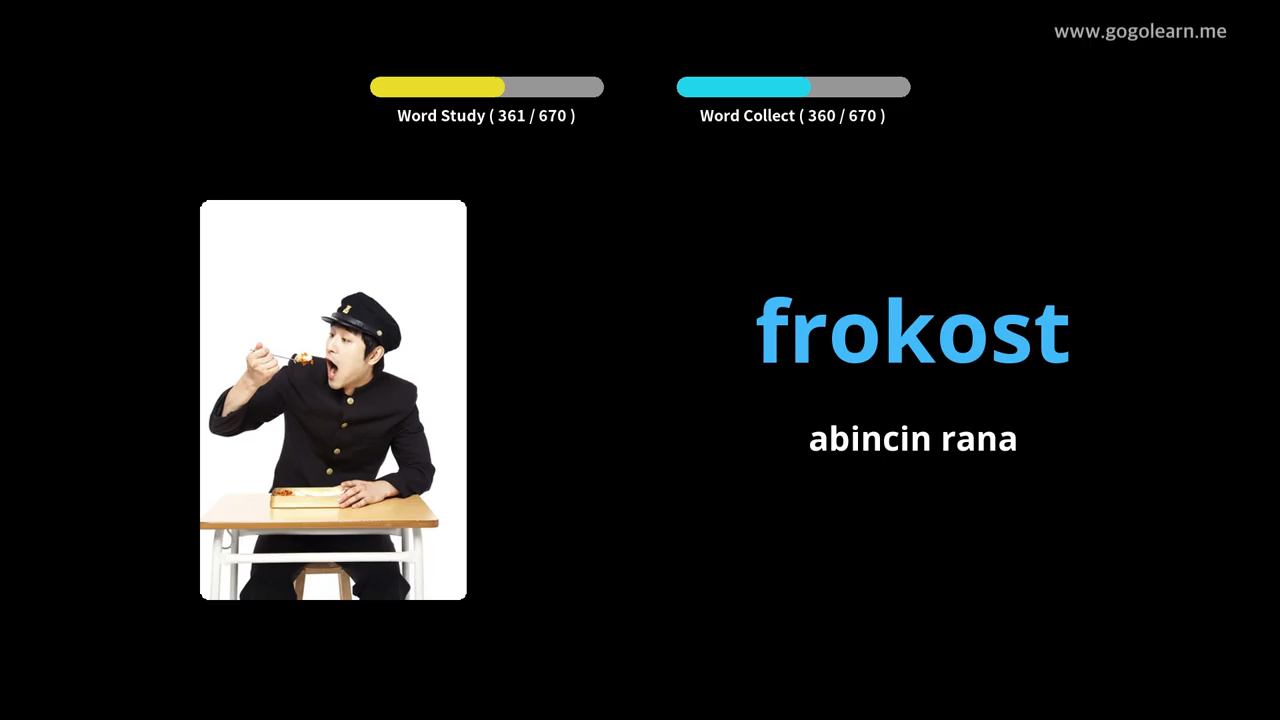 www.gogolearn.me
Word Study ( 361 / 670 )
Word Collect ( 360 / 670 )
frokost
abincin rana